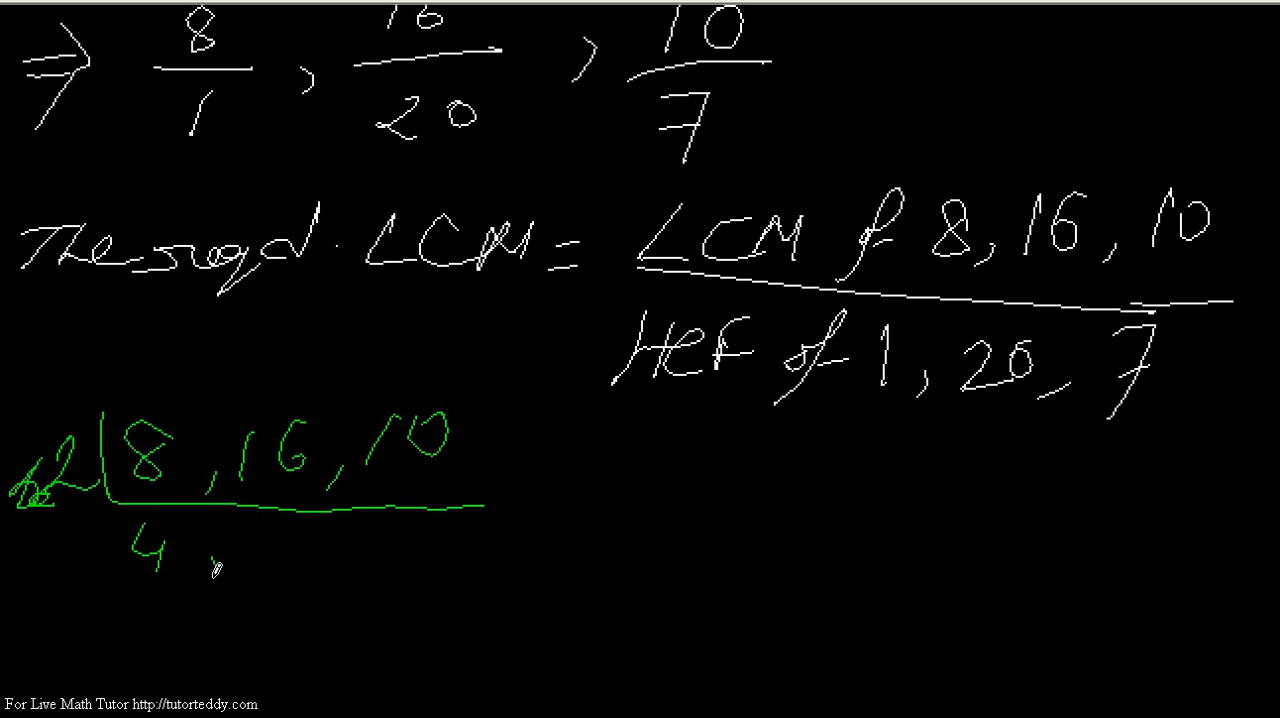 ⇒ 8/1 , 16/20 , 10/7
The reqd. LCM = LCM of 8, 16, 10 / HCF of 1, 20, 7
2 | 8, 16, 10
4 ,
For Live Math Tutor http://tutorteddy.com